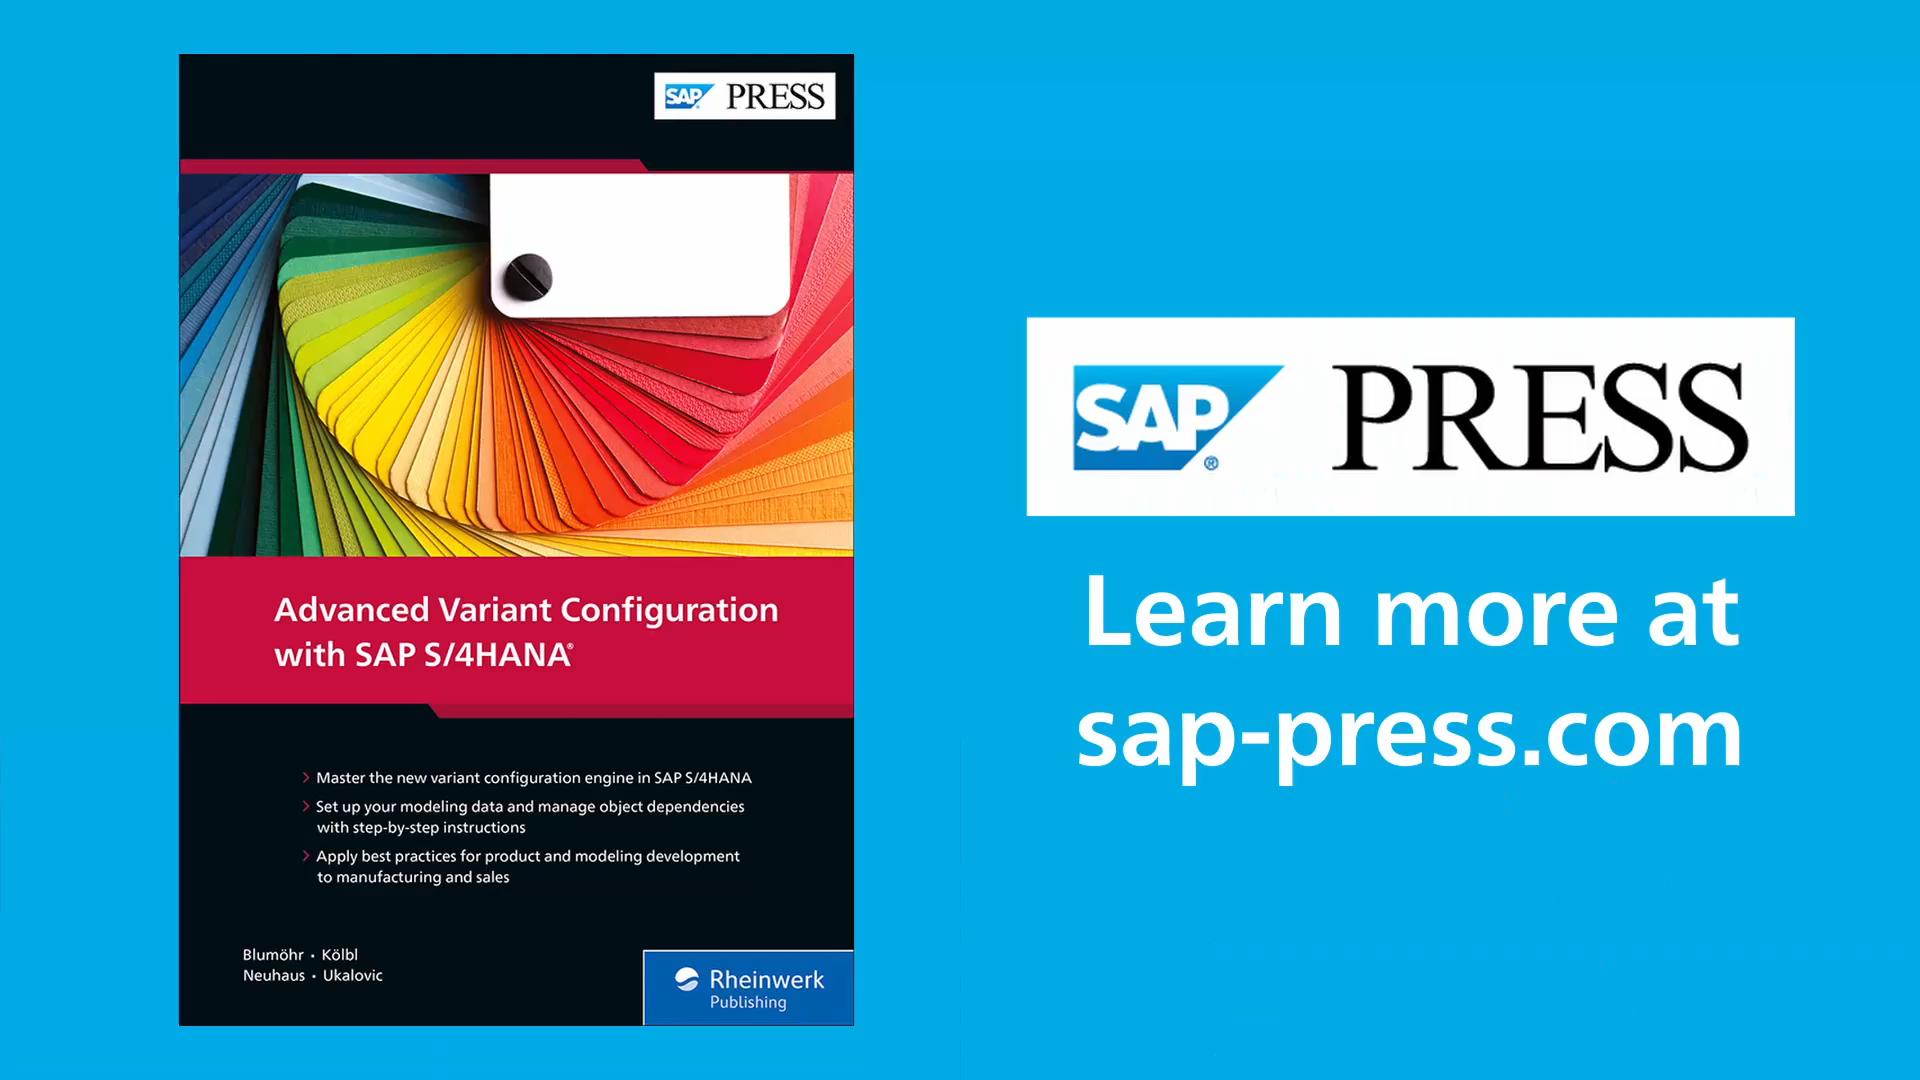 SAP® PRESS
Advanced Variant Configuration
with SAP S/4HANA®
> Master the new variant configuration engine in SAP S/4HANA
> Set up your modeling data and manage object dependencies
with step-by-step instructions
> Apply best practices for product and modeling development
to manufacturing and sales
Blumöhr · Kölbl
Neuhaus · Ukalovic
Rheinwerk
Publishing
SAP® PRESS
Learn more at
sap-press.com